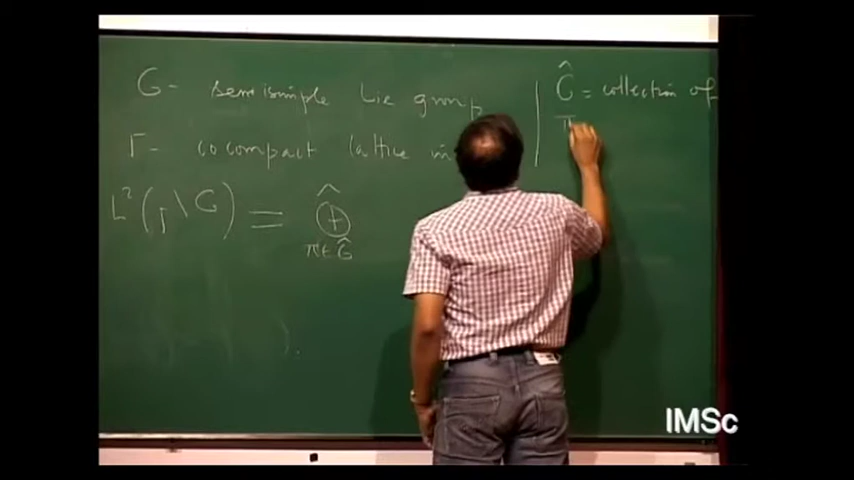 G - semisimple Lie group
Γ - cocompact lattice in
L²(Γ\G) = ⊕̂
π∈Ĝ
Ĝ = collection of
π
IMSc